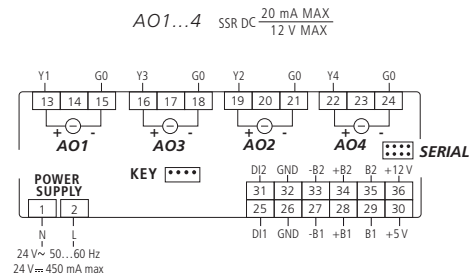 AO1...4 SSR DC 20 mA MAX
12 V MAX
Y1 G0 Y3 G0 Y2 G0 Y4 G0
13 14 15 16 17 18 19 20 21 22 23 24
+ - + - + - + -
AO1 AO3 AO2 AO4
SERIAL
KEY
DI2 GND -B2 +B2 B2 +12 V
POWER
SUPPLY
31 32 33 34 35 36
1 2 25 26 27 28 29 30
N L DI1 GND -B1 +B1 B1 +5 V
24 V~ 50...60 Hz
24 V⎓ 450 mA max